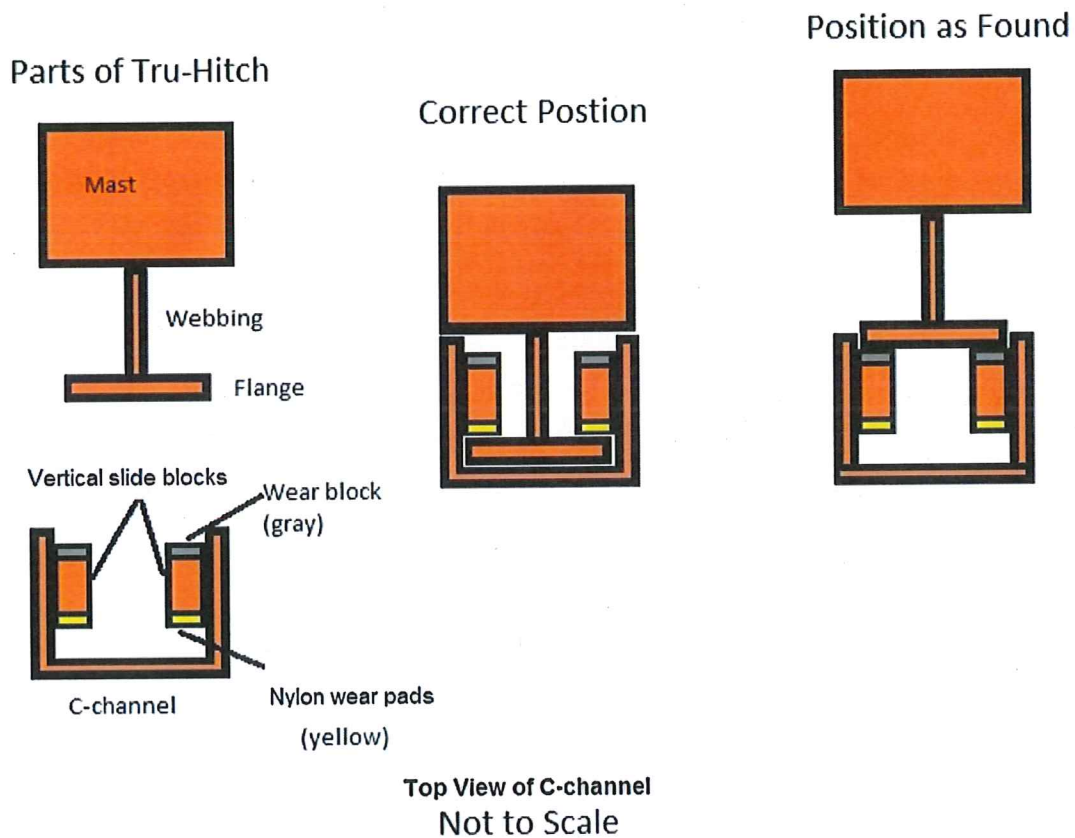 Parts of Tru-Hitch
Mast
Webbing
Flange
Vertical slide blocks
Wear block
(gray)
C-channel
Nylon wear pads
(yellow)
Correct Postion
Position as Found
Top View of C-channel
Not to Scale